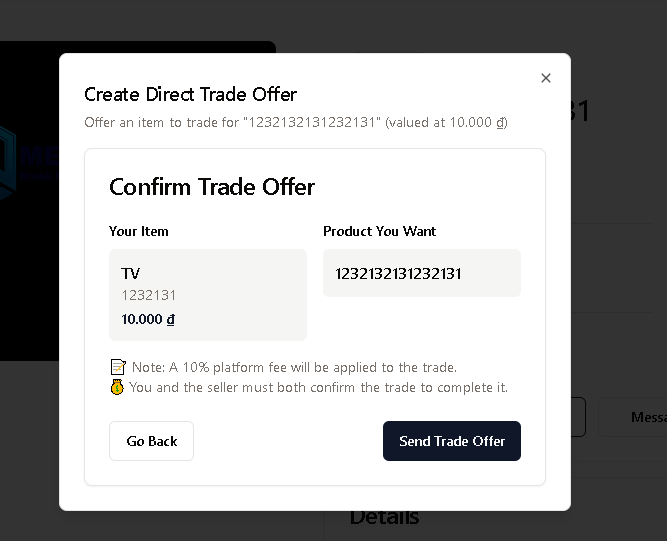 Create Direct Trade Offer
Offer an item to trade for "1232132131232131" (valued at 10.000 ₫)
Confirm Trade Offer
Your Item
Product You Want
TV
1232131
10.000 ₫
1232132131232131
📝 Note: A 10% platform fee will be applied to the trade.
💰 You and the seller must both confirm the trade to complete it.
Go Back
Send Trade Offer
31
Details